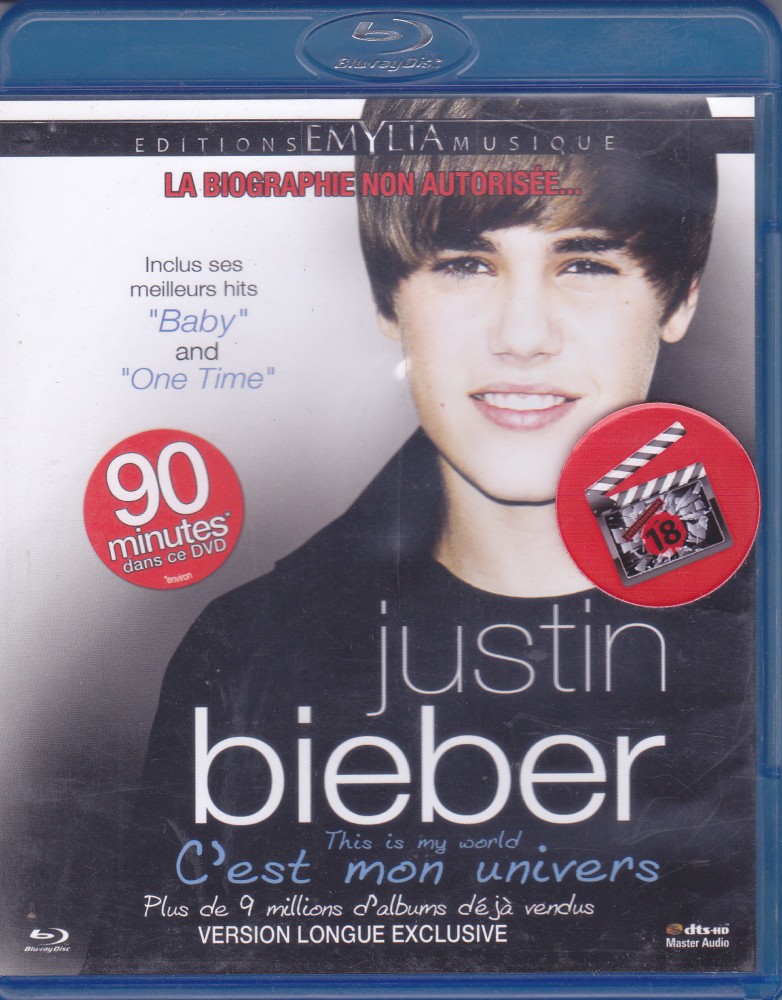 Blu-ray Disc
EDITIONS EMYLIA MUSIQUE
LA BIOGRAPHIE NON AUTORISÉE...
Inclus ses
meilleurs hits
"Baby"
and
"One Time"
90
minutes*
dans ce DVD
*environ
18
justin
bieber
This is my world
C'est mon univers
Plus de 9 millions d'albums déjà vendus
VERSION LONGUE EXCLUSIVE
Blu-ray Disc
dts-HD
Master Audio